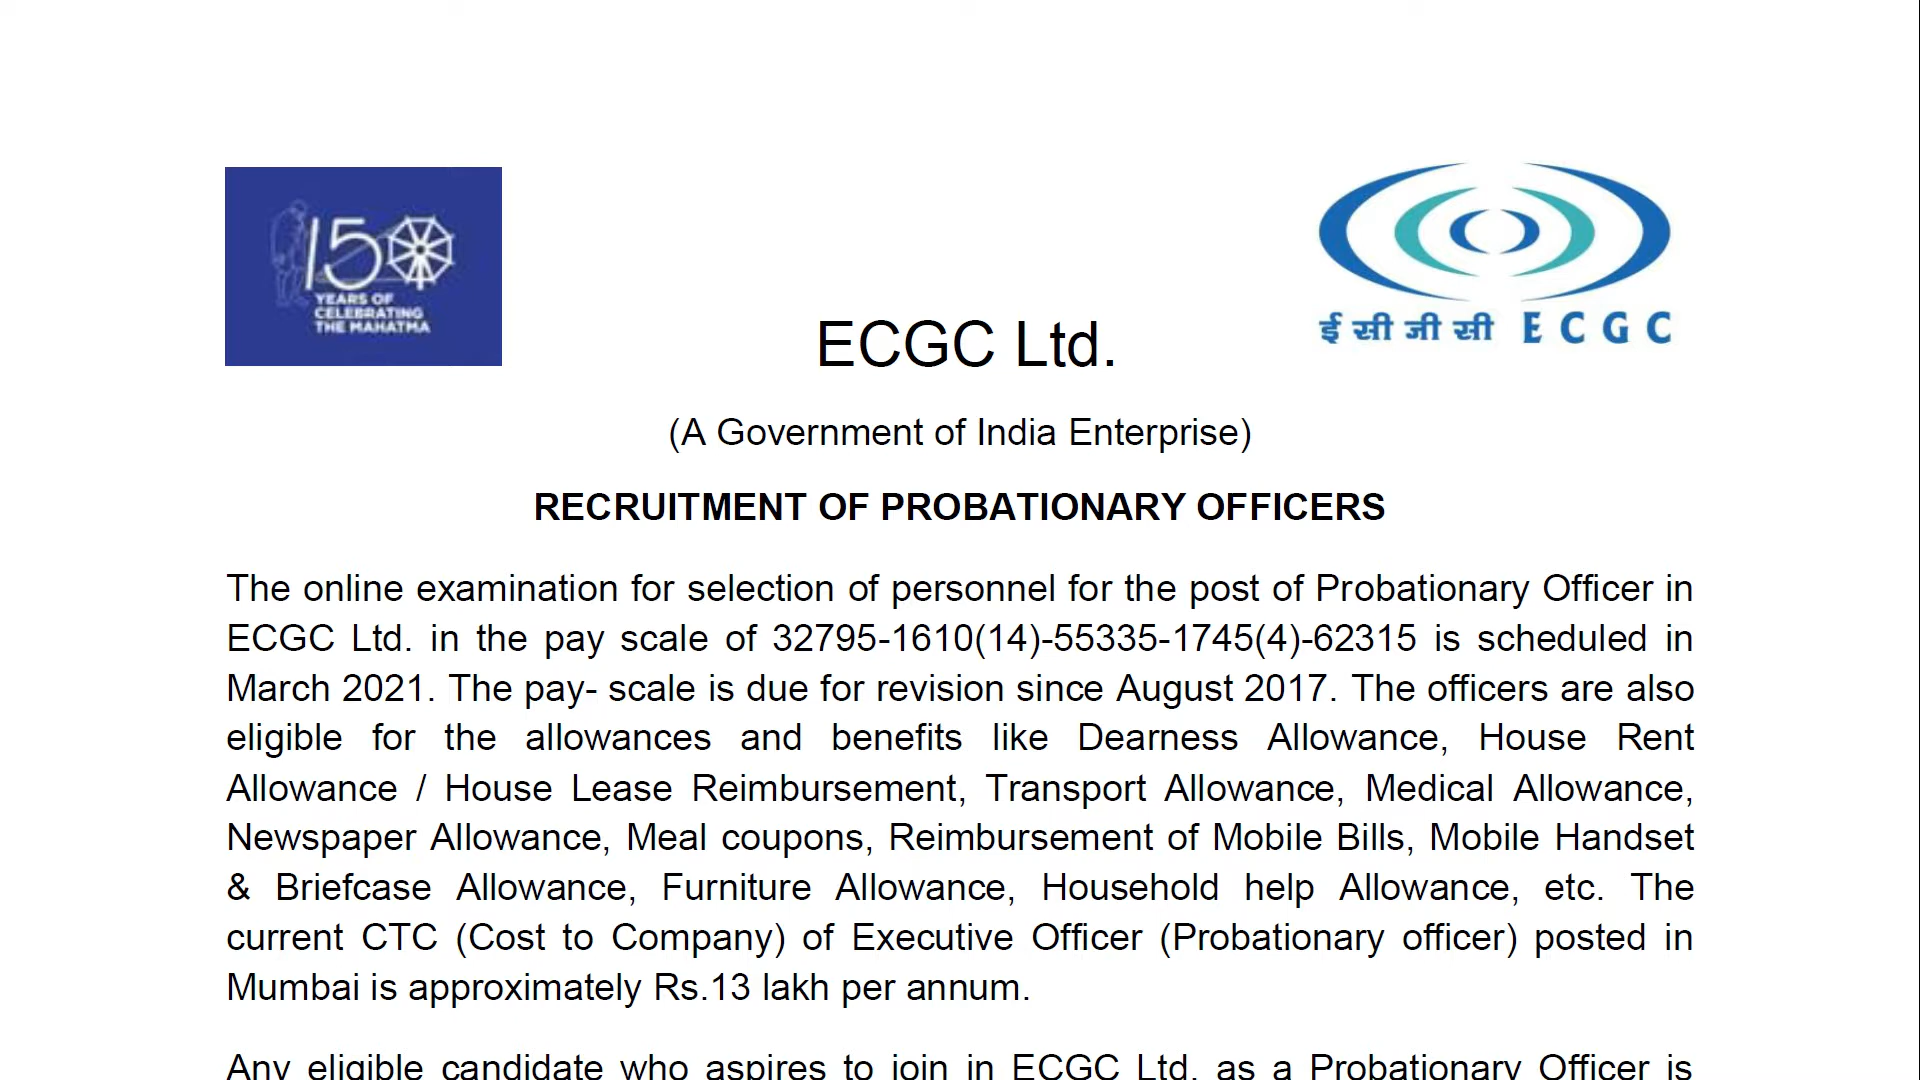 150
YEARS OF
CELEBRATING
THE MAHATMA
ई सी जी सी ECGC
ECGC Ltd.
(A Government of India Enterprise)
RECRUITMENT OF PROBATIONARY OFFICERS
The online examination for selection of personnel for the post of Probationary Officer in
ECGC Ltd. in the pay scale of 32795-1610(14)-55335-1745(4)-62315 is scheduled in
March 2021. The pay- scale is due for revision since August 2017. The officers are also
eligible for the allowances and benefits like Dearness Allowance, House Rent
Allowance / House Lease Reimbursement, Transport Allowance, Medical Allowance,
Newspaper Allowance, Meal coupons, Reimbursement of Mobile Bills, Mobile Handset
& Briefcase Allowance, Furniture Allowance, Household help Allowance, etc. The
current CTC (Cost to Company) of Executive Officer (Probationary officer) posted in
Mumbai is approximately Rs.13 lakh per annum.
Any eligible candidate who aspires to join in ECGC Ltd. as a Probationary Officer is